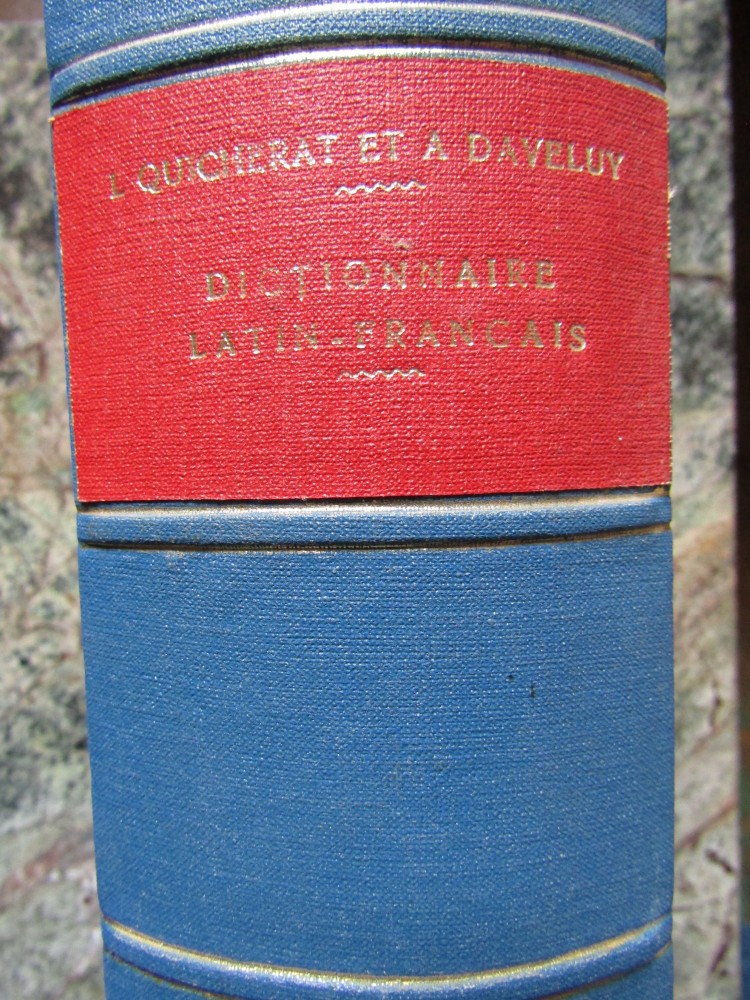 L QUICHERAT ET A DAVELUY
DICTIONNAIRE
LATIN-FRANCAIS